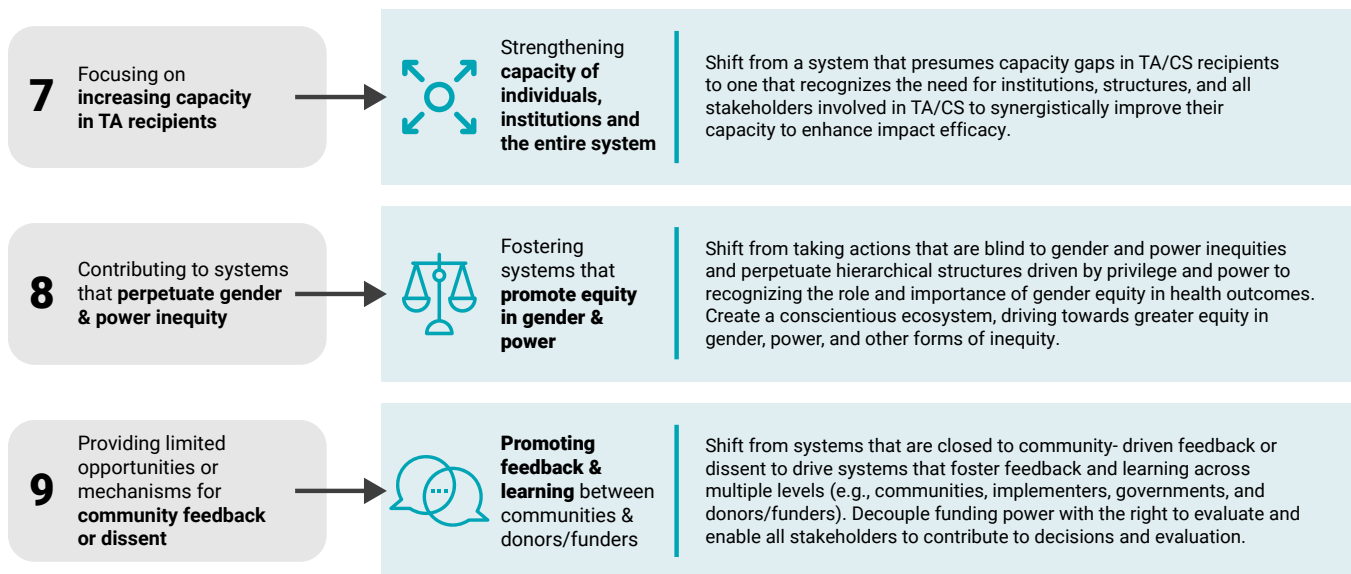 7
Focusing on
increasing capacity
in TA recipients
Strengthening
capacity of
individuals,
institutions and
the entire system
Shift from a system that presumes capacity gaps in TA/CS recipients
to one that recognizes the need for institutions, structures, and all
stakeholders involved in TA/CS to synergistically improve their
capacity to enhance impact efficacy.
8
Contributing to systems
that perpetuate gender
& power inequity
Fostering
systems that
promote equity
in gender &
power
Shift from taking actions that are blind to gender and power inequities
and perpetuate hierarchical structures driven by privilege and power to
recognizing the role and importance of gender equity in health outcomes.
Create a conscientious ecosystem, driving towards greater equity in
gender, power, and other forms of inequity.
9
Providing limited
opportunities or
mechanisms for
community feedback
or dissent
Promoting
feedback &
learning between
communities &
donors/funders
Shift from systems that are closed to community- driven feedback or
dissent to drive systems that foster feedback and learning across
multiple levels (e.g., communities, implementers, governments, and
donors/funders). Decouple funding power with the right to evaluate and
enable all stakeholders to contribute to decisions and evaluation.